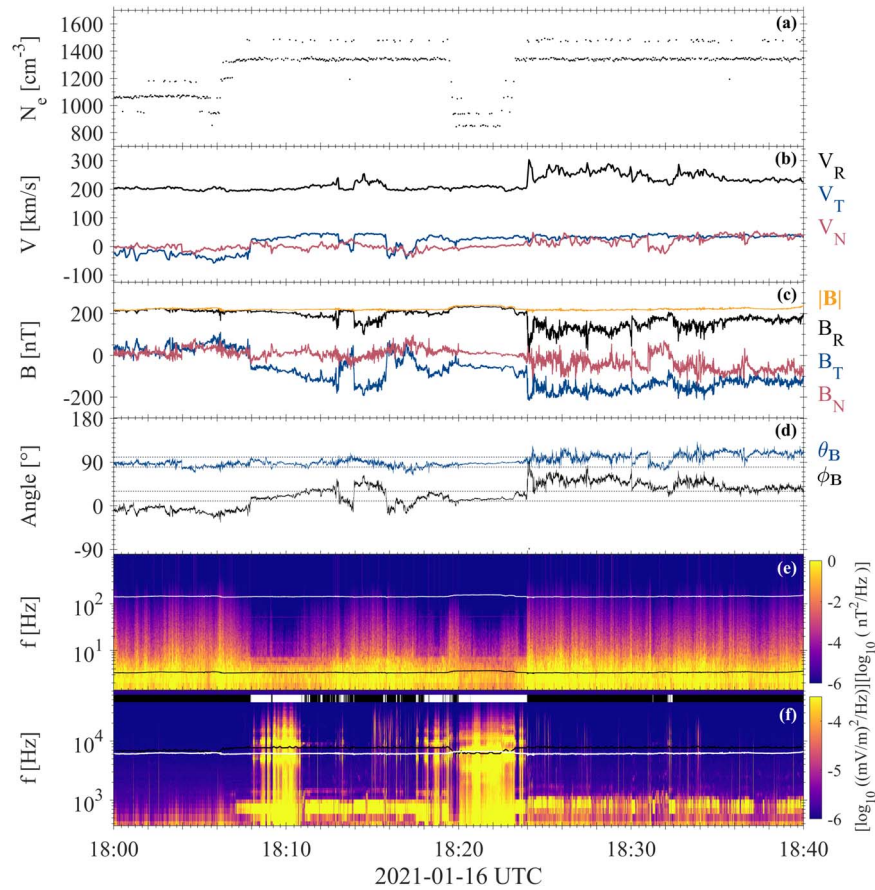 (a)
N_e [cm^-3]
1600
1400
1200
1000
800
(b)
V [km/s]
300
200
100
0
-100
V_R
V_T
V_N
(c)
B [nT]
200
0
-200
|B|
B_R
B_T
B_N
(d)
Angle [°]
180
90
0
-90
θ_B
ϕ_B
(e)
f [Hz]
10^2
10^1
0
-2
-4
-6
[log_10 ( nT^2/Hz )]
(f)
f [Hz]
10^4
10^3
-4
-5
-6
[log_10 ((mV/m)^2/Hz)]
18:00 18:10 18:20 18:30 18:40
2021-01-16 UTC